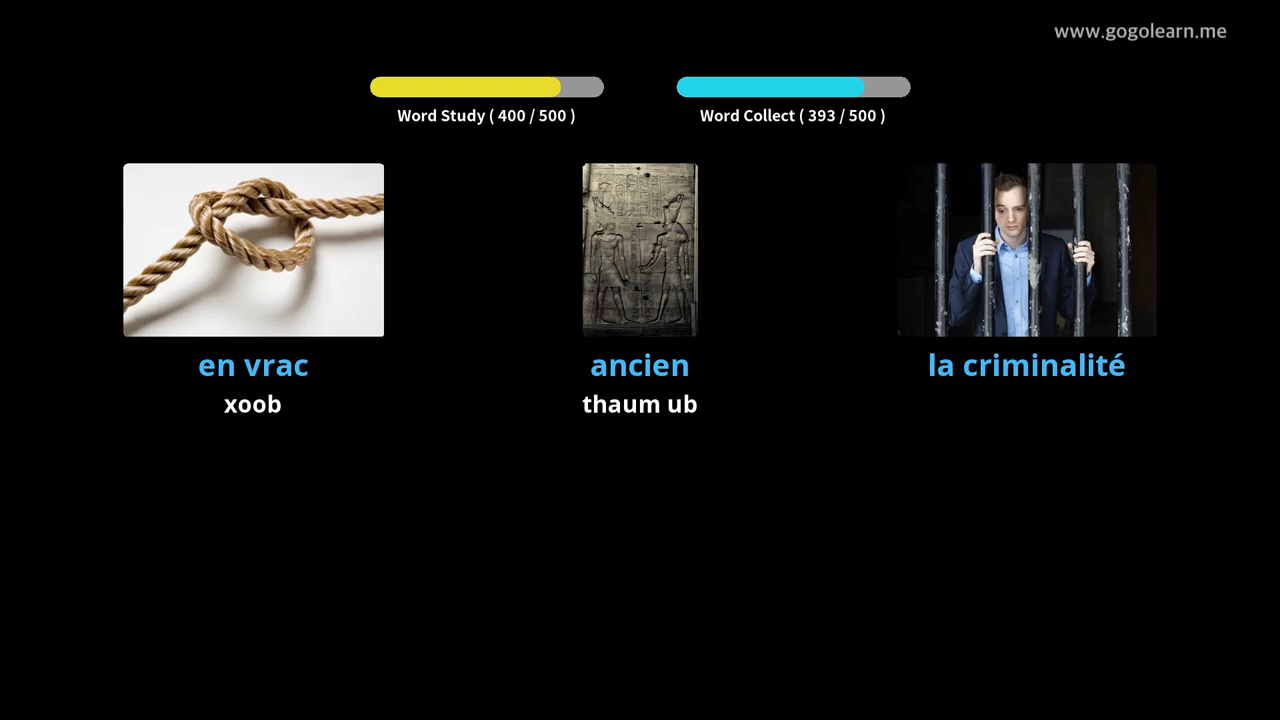 www.gogolearn.me
Word Study ( 400 / 500 )
Word Collect ( 393 / 500 )
en vrac
xoob
ancien
thaum ub
la criminalité